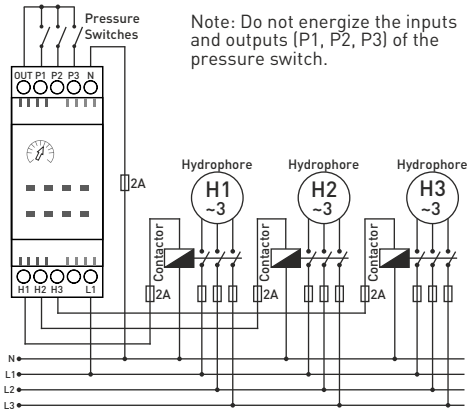 Pressure
Switches
Note: Do not energize the inputs
and outputs (P1, P2, P3) of the
pressure switch.
OUT P1 P2 P3 N
2A
Hydrophore
H1
~3
Hydrophore
H2
~3
Hydrophore
H3
~3
Contactor
Contactor
Contactor
H1 H2 H3 L1
2A
2A
2A
N
L1
L2
L3